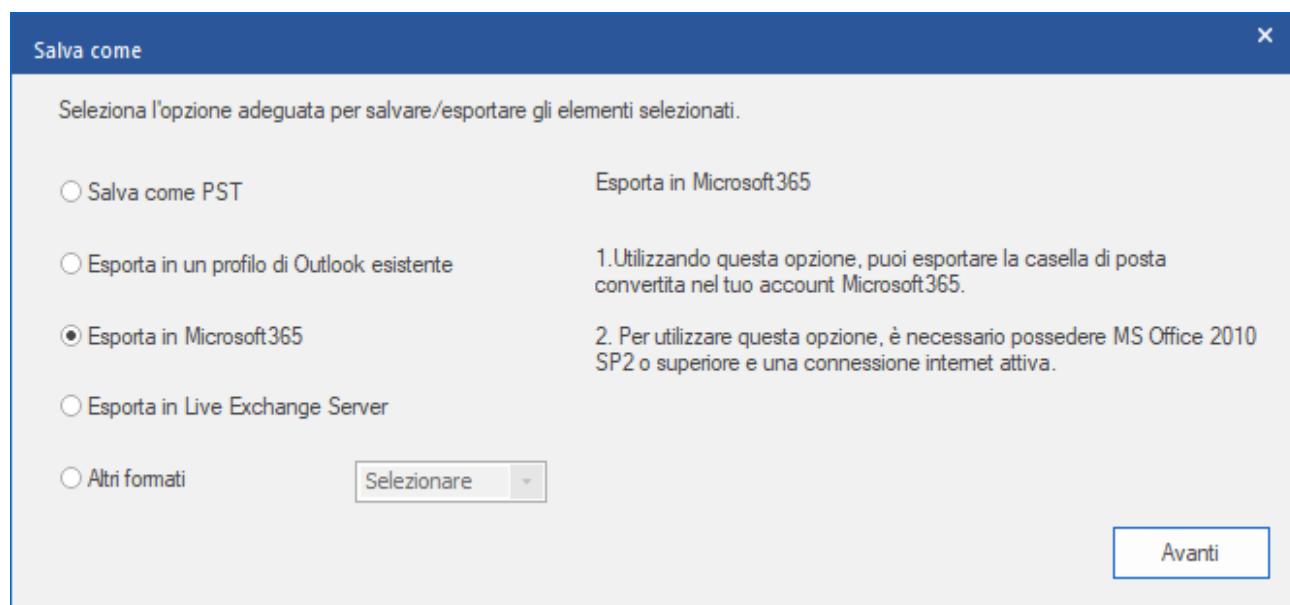 Salva come
Seleziona l'opzione adeguata per salvare/esportare gli elementi selezionati.
Salva come PST
Esporta in un profilo di Outlook esistente
Esporta in Microsoft365
Esporta in Live Exchange Server
Altri formati
Selezionare
Esporta in Microsoft365
1.Utilizzando questa opzione, puoi esportare la casella di posta
convertita nel tuo account Microsoft365.
2. Per utilizzare questa opzione, è necessario possedere MS Office 2010
SP2 o superiore e una connessione internet attiva.
Avanti